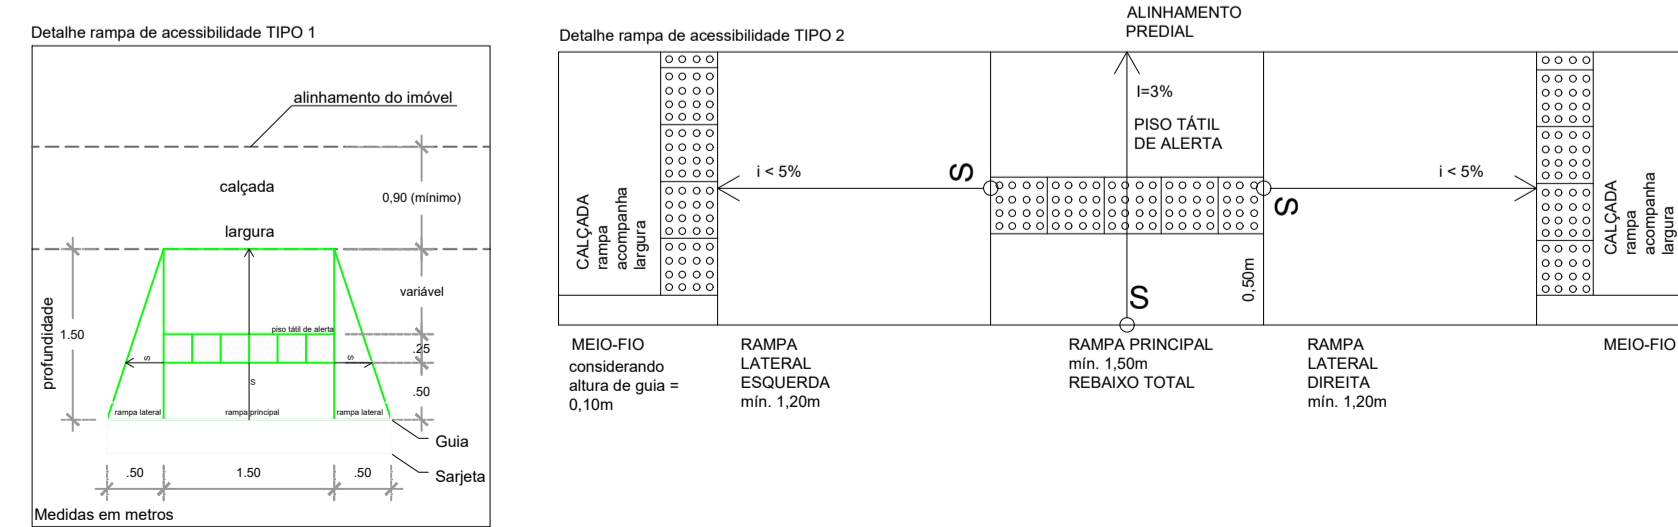 Detalhe rampa de acessibilidade TIPO 1
alinhamento do imóvel
calçada
0,90 (mínimo)
largura
variável
profundidade
1.50
piso tátil de alerta
.25
S
S
S
.50
rampa lateral
rampa principal
rampa lateral
Guia
Sarjeta
.50
1.50
.50
Medidas em metros
Detalhe rampa de acessibilidade TIPO 2
ALINHAMENTO
PREDIAL
I=3%
PISO TÁTIL
DE ALERTA
i < 5%
S
S
i < 5%
CALÇADA
rampa
acompanha
largura
S
0,50m
CALÇADA
rampa
acompanha
largura
MEIO-FIO
considerando
altura de guia =
0,10m
RAMPA
LATERAL
ESQUERDA
mín. 1,20m
RAMPA PRINCIPAL
mín. 1,50m
REBAIXO TOTAL
RAMPA
LATERAL
DIREITA
mín. 1,20m
MEIO-FIO